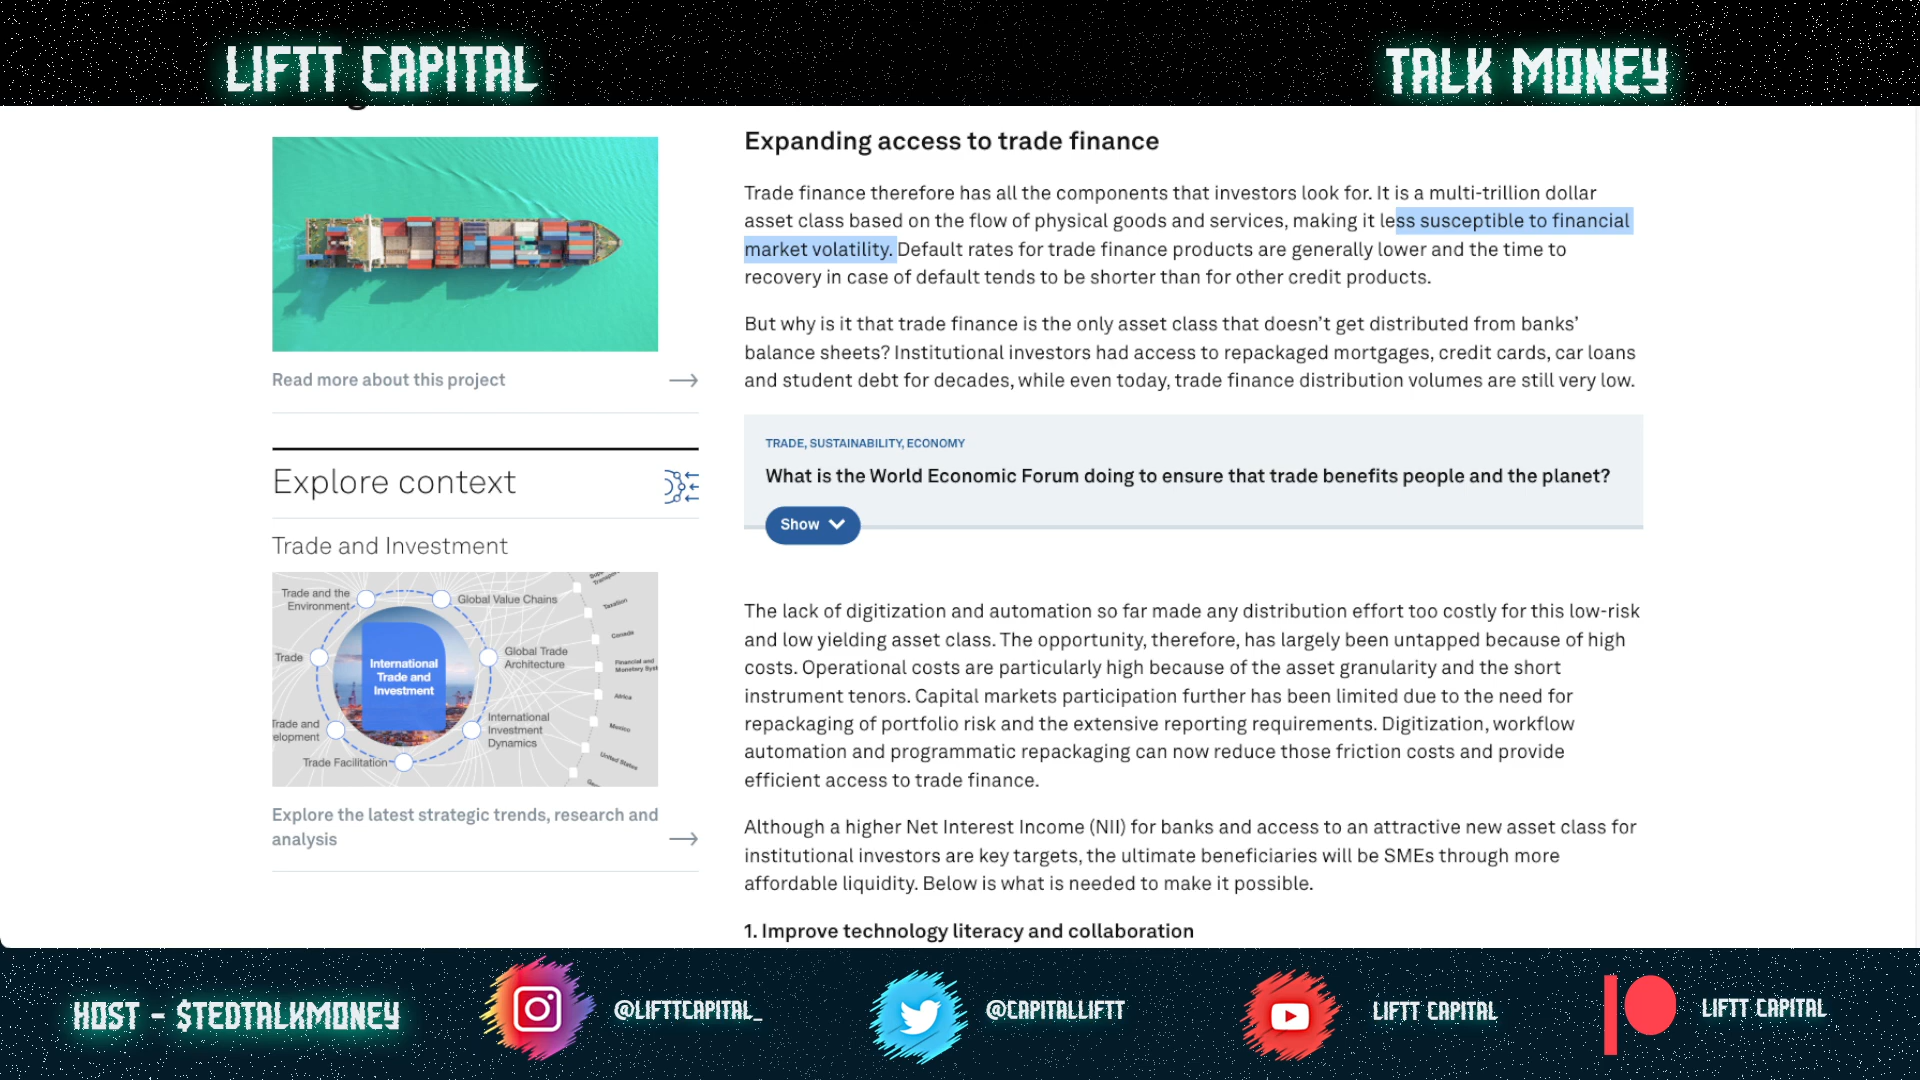 LIFTT CAPITAL
TALK MONEY
Read more about this project
Explore context
Trade and Investment
Trade and the
Environment
Global Value Chains
Trade
Global Trade
Architecture
International
Trade and
Investment
International
Investment
Dynamics
Trade and
elopment
Trade Facilitation
Taxation
Canada
Financial and
Monetary Syst
Africa
Mexico
United States
Explore the latest strategic trends, research and
analysis
Expanding access to trade finance
Trade finance therefore has all the components that investors look for. It is a multi-trillion dollar
asset class based on the flow of physical goods and services, making it less susceptible to financial
market volatility. Default rates for trade finance products are generally lower and the time to
recovery in case of default tends to be shorter than for other credit products.
But why is it that trade finance is the only asset class that doesn’t get distributed from banks’
balance sheets? Institutional investors had access to repackaged mortgages, credit cards, car loans
and student debt for decades, while even today, trade finance distribution volumes are still very low.
TRADE, SUSTAINABILITY, ECONOMY
What is the World Economic Forum doing to ensure that trade benefits people and the planet?
Show
The lack of digitization and automation so far made any distribution effort too costly for this low-risk
and low yielding asset class. The opportunity, therefore, has largely been untapped because of high
costs. Operational costs are particularly high because of the asset granularity and the short
instrument tenors. Capital markets participation further has been limited due to the need for
repackaging of portfolio risk and the extensive reporting requirements. Digitization, workflow
automation and programmatic repackaging can now reduce those friction costs and provide
efficient access to trade finance.
Although a higher Net Interest Income (NII) for banks and access to an attractive new asset class for
institutional investors are key targets, the ultimate beneficiaries will be SMEs through more
affordable liquidity. Below is what is needed to make it possible.
1. Improve technology literacy and collaboration
HOST - $TEDTALKMONEY
@LIFTTCAPITAL_
@CAPITALLIFTT
LIFTT CAPITAL
LIFTT CAPITAL